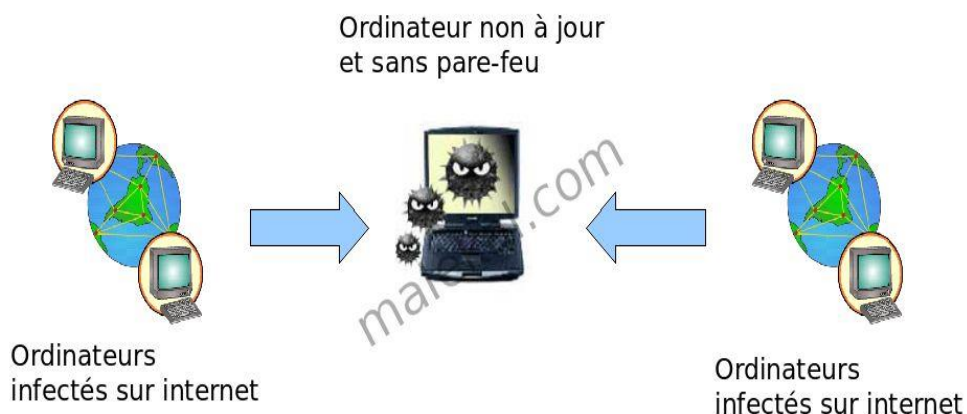 Ordinateur non à jour
et sans pare-feu
Ordinateurs
infectés sur internet
Ordinateurs
infectés sur internet